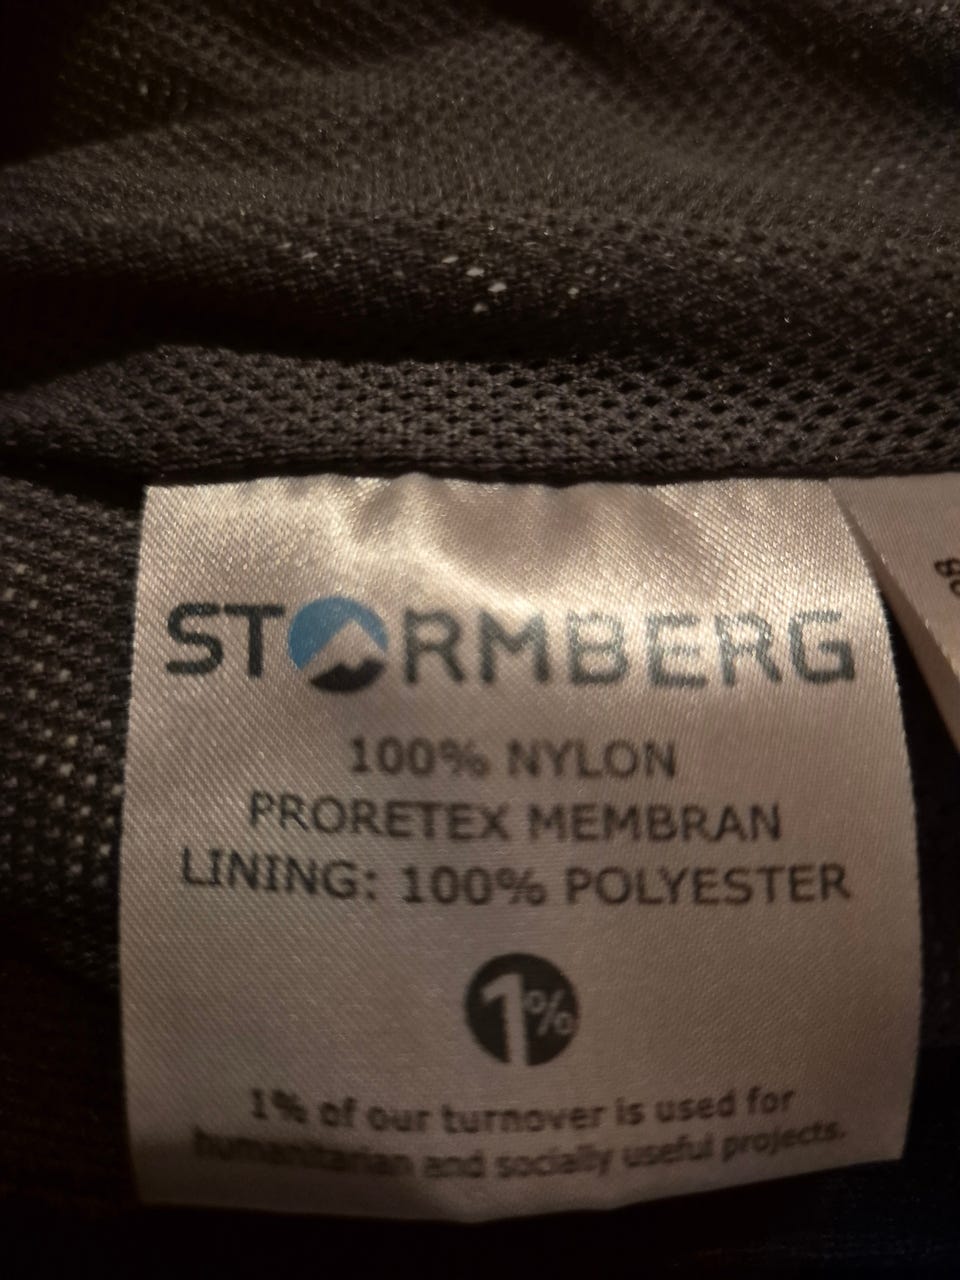 STORMBERG
100% NYLON
PRORETEX MEMBRAN
LINING: 100% POLYESTER
1%
1% of our turnover is used for
humanitarian and socially useful projects.